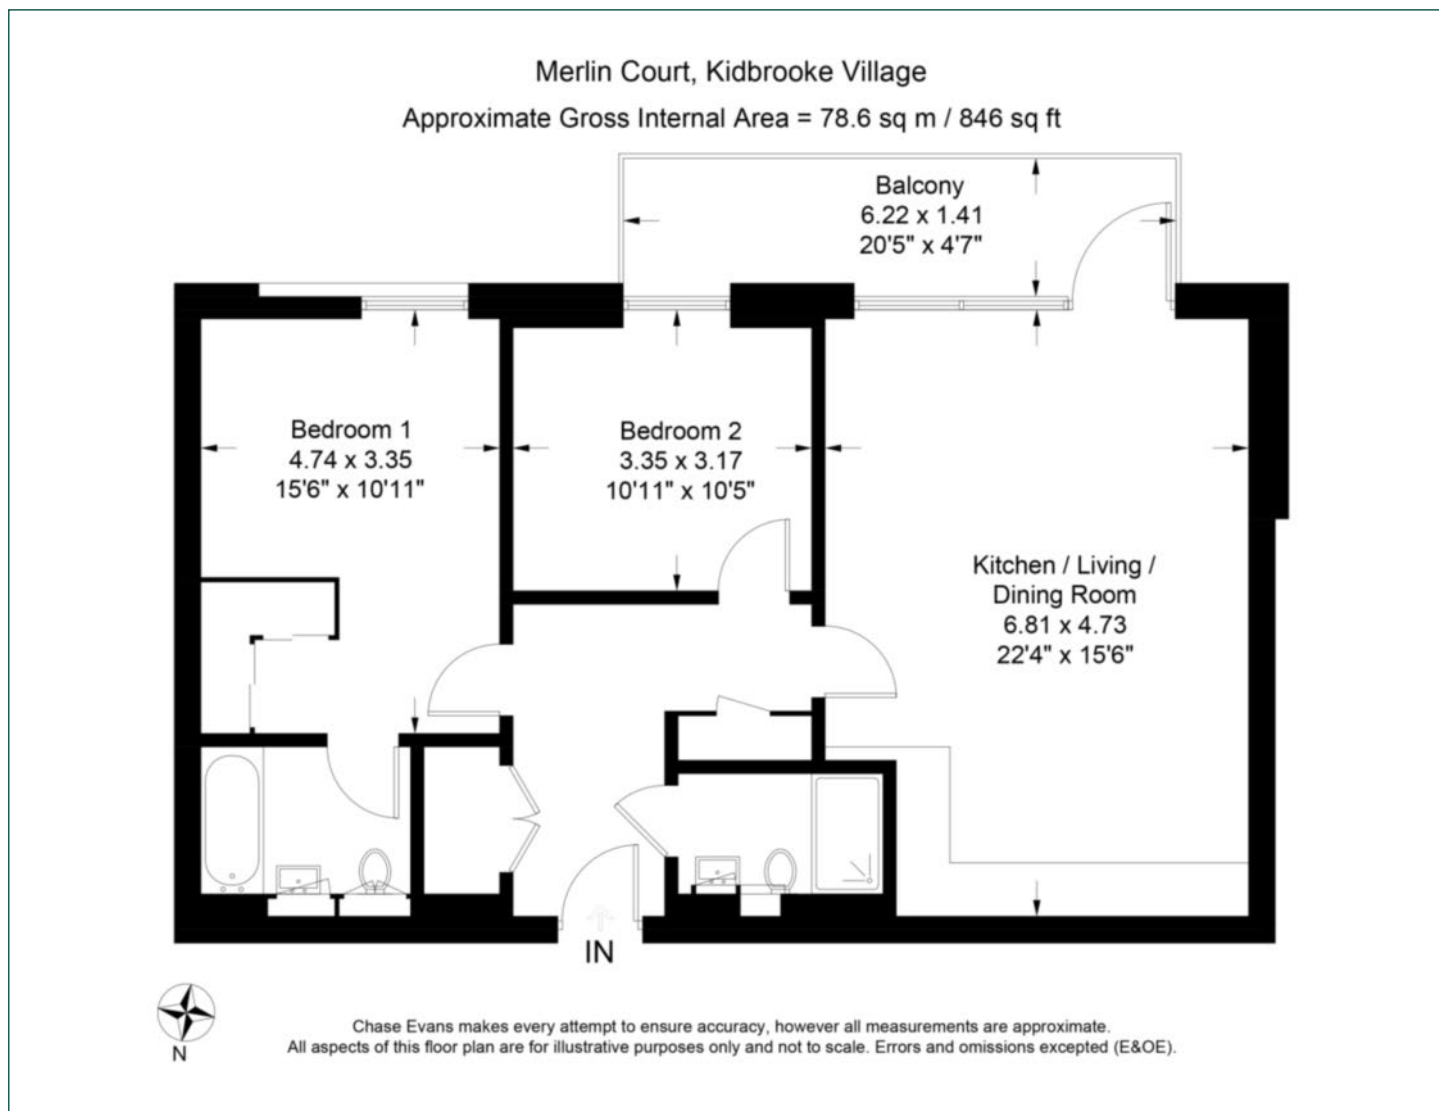 Merlin Court, Kidbrooke Village
Approximate Gross Internal Area = 78.6 sq m / 846 sq ft
Balcony
6.22 x 1.41
20'5" x 4'7"
Bedroom 1
4.74 x 3.35
15'6" x 10'11"
Bedroom 2
3.35 x 3.17
10'11" x 10'5"
Kitchen / Living /
Dining Room
6.81 x 4.73
22'4" x 15'6"
IN
N
Chase Evans makes every attempt to ensure accuracy, however all measurements are approximate.
All aspects of this floor plan are for illustrative purposes only and not to scale. Errors and omissions excepted (E&OE).